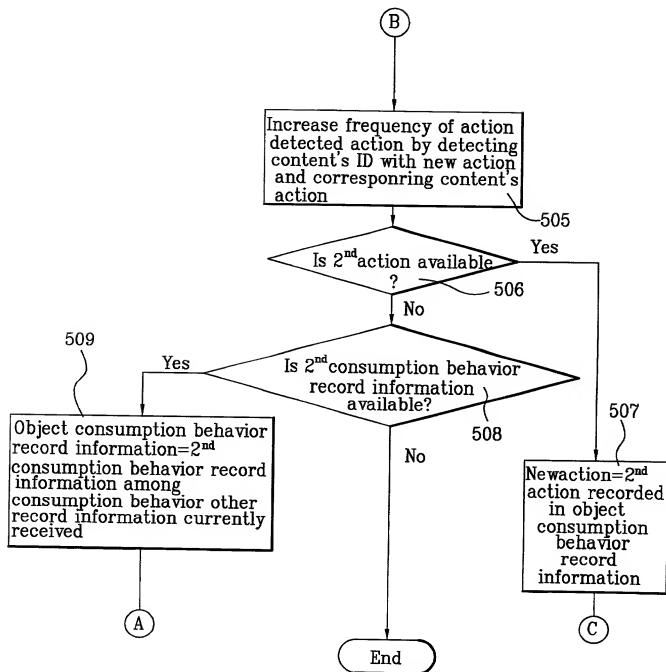 B
Increase frequency of action
detected action by detecting
content's ID with new action
and corresponring content's
action
505
Is 2nd action available
?
Yes
506
No
509
Yes
Is 2nd consumption behavior
record information
available?
508
507
Object consumption behavior
record information=2nd
consumption behavior record
information among
consumption behavior other
record information currently
received
No
Newaction=2nd
action recorded
in object
consumption
behavior
record
information
A
C
End